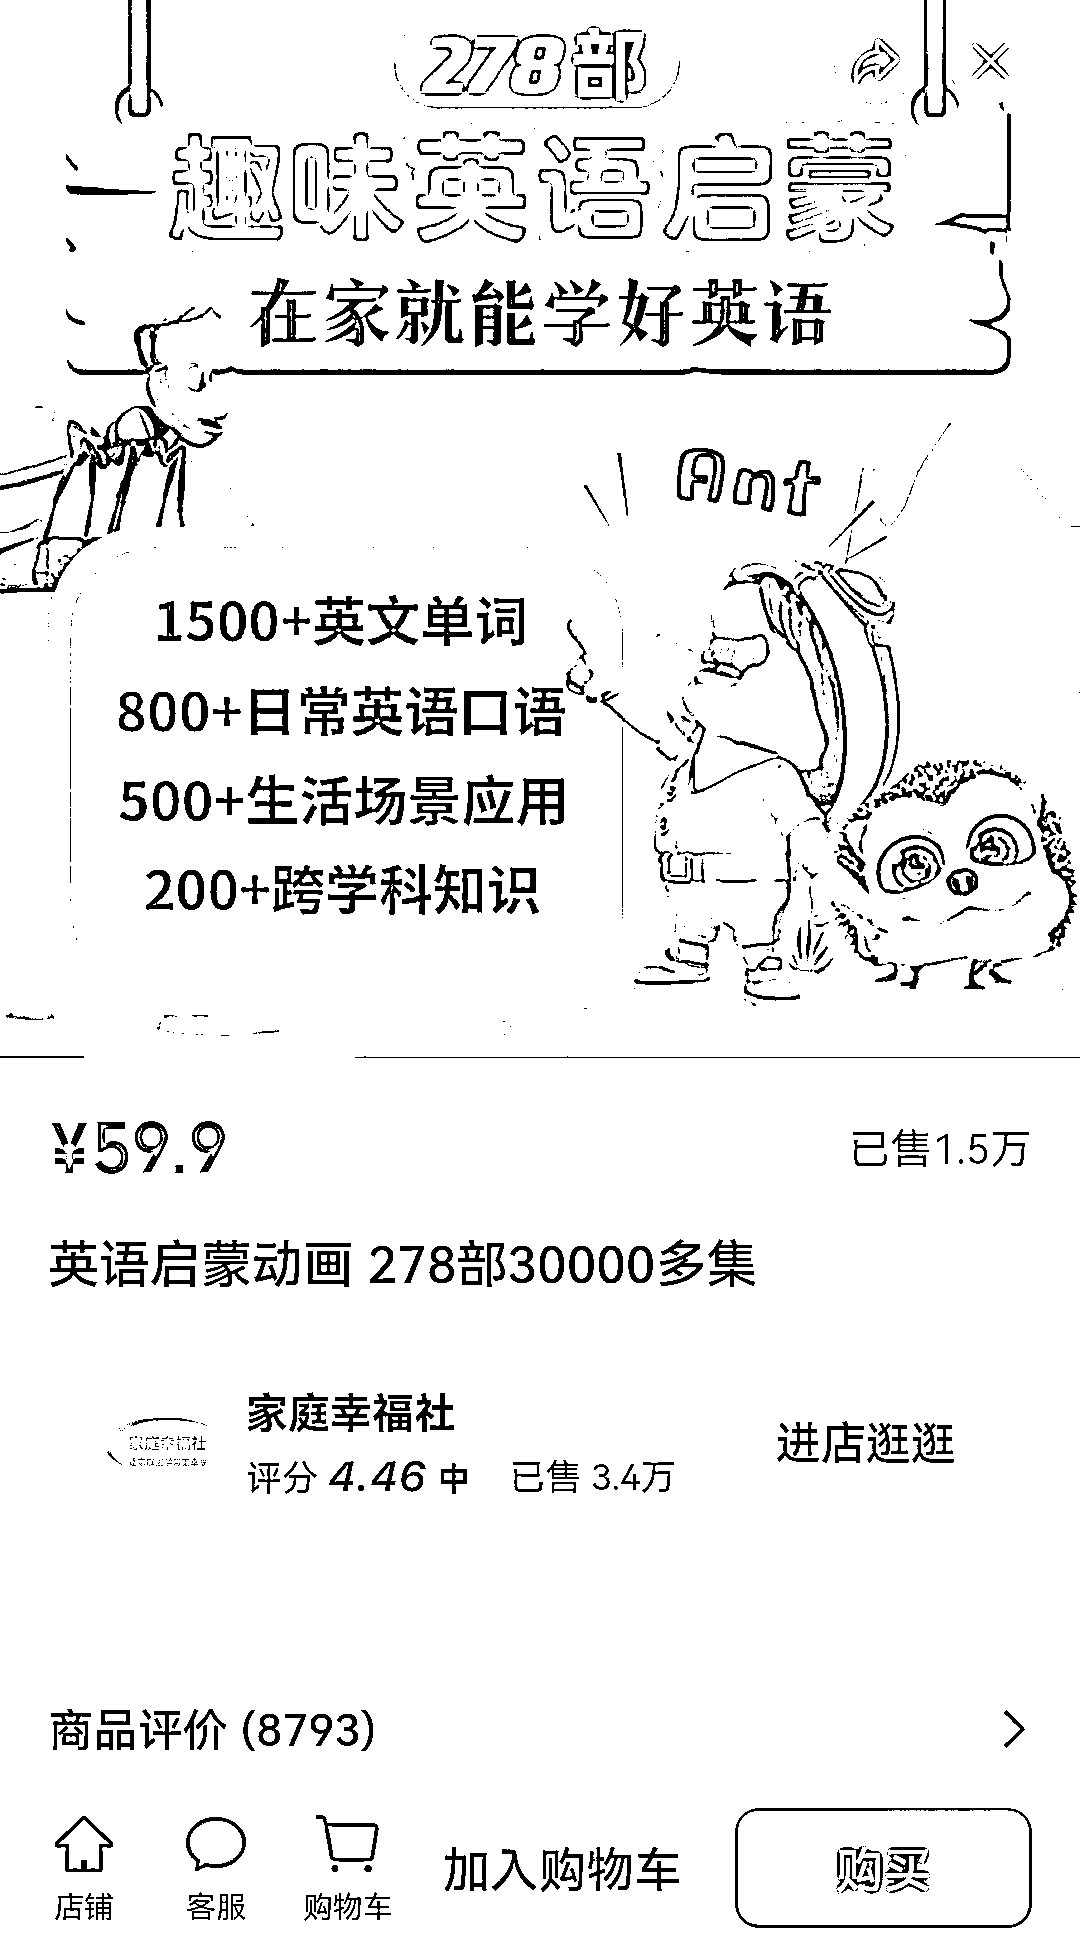 278部
趣味英语启蒙
在家就能学好英语
Ant
1500+英文单词
800+日常英语口语
500+生活场景应用
200+跨学科知识
¥59.9
已售1.5万
英语启蒙动画 278部30000多集
家庭幸福社
家庭幸福社
评分 4.46 中 已售 3.4万
进店逛逛
商品评价 (8793)
店铺
客服
购物车
加入购物车
购买